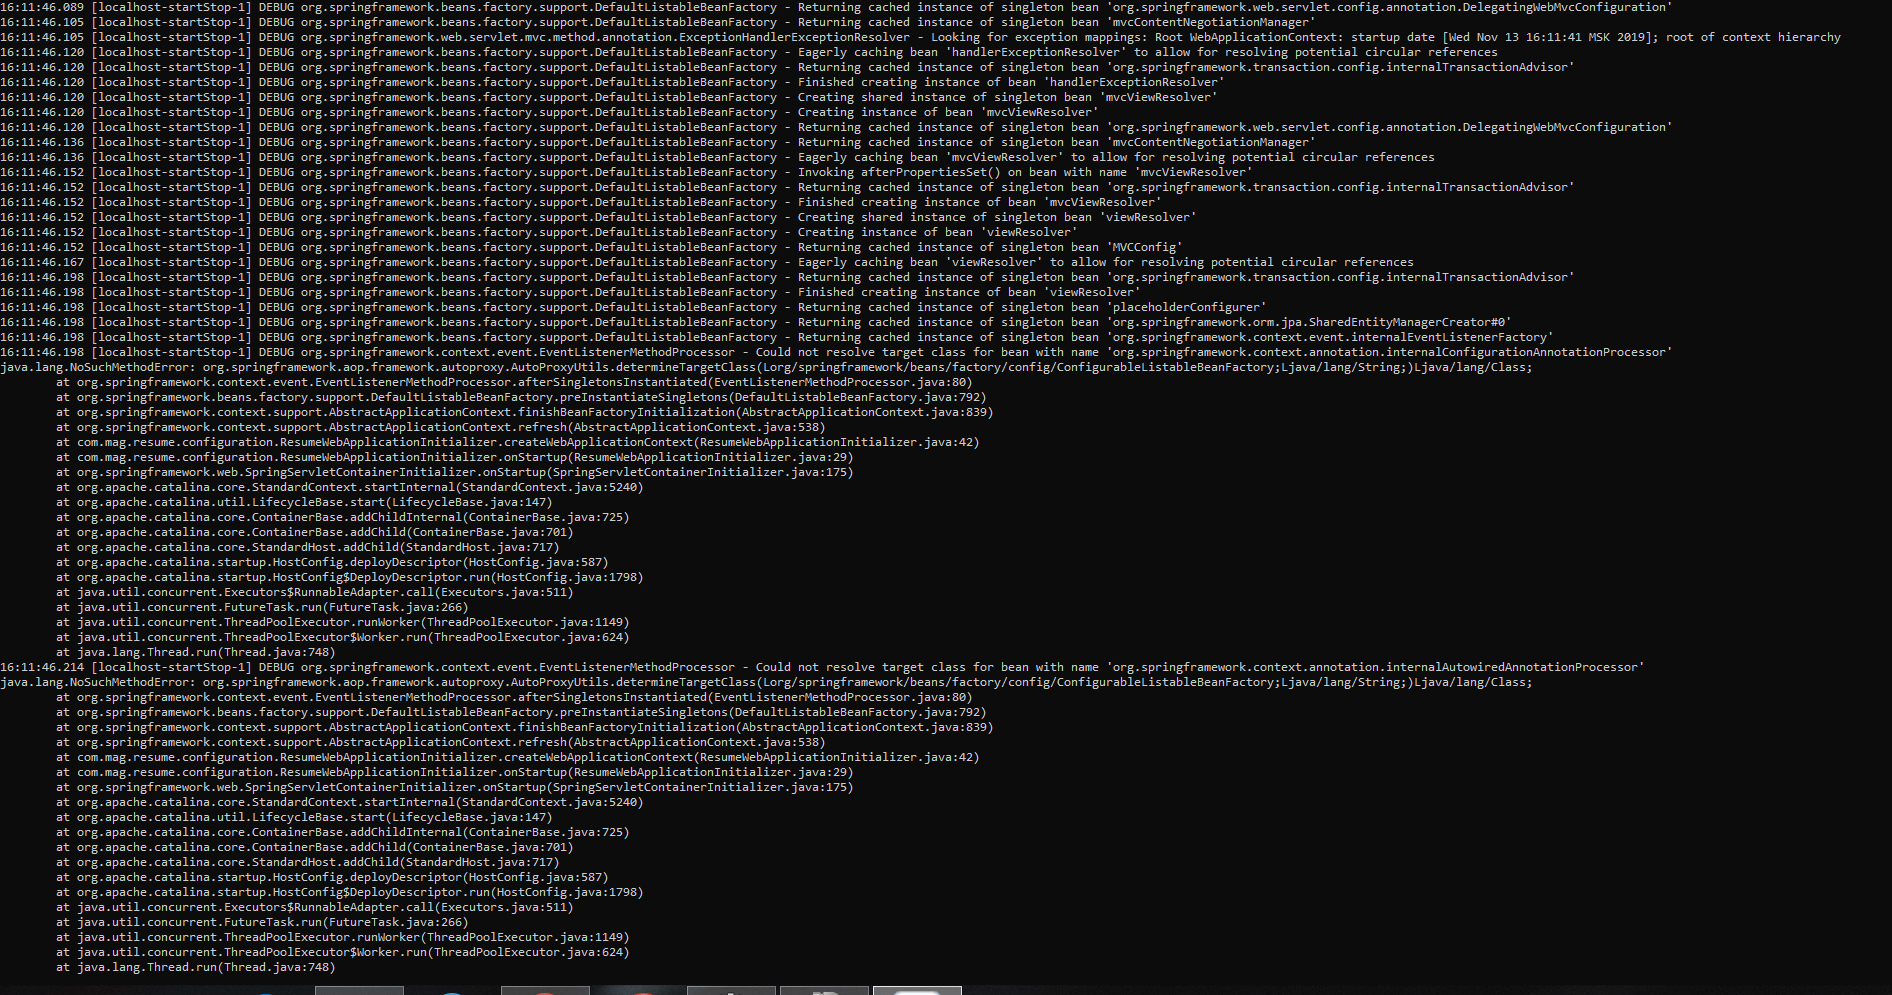 16:11:46.089 [localhost-startStop-1] DEBUG org.springframework.beans.factory.support.DefaultListableBeanFactory - Returning cached instance of singleton bean 'org.springframework.web.servlet.config.annotation.DelegatingWebMvcConfiguration'
16:11:46.105 [localhost-startStop-1] DEBUG org.springframework.beans.factory.support.DefaultListableBeanFactory - Returning cached instance of singleton bean 'mvcContentNegotiationManager'
16:11:46.105 [localhost-startStop-1] DEBUG org.springframework.web.servlet.mvc.method.annotation.ExceptionHandlerExceptionResolver - Looking for exception mappings: Root WebApplicationContext: startup date [Wed Nov 13 16:11:41 MSK 2019]; root of context hierarchy
16:11:46.120 [localhost-startStop-1] DEBUG org.springframework.beans.factory.support.DefaultListableBeanFactory - Eagerly caching bean 'handlerExceptionResolver' to allow for resolving potential circular references
16:11:46.120 [localhost-startStop-1] DEBUG org.springframework.beans.factory.support.DefaultListableBeanFactory - Returning cached instance of singleton bean 'org.springframework.transaction.config.internalTransactionAdvisor'
16:11:46.120 [localhost-startStop-1] DEBUG org.springframework.beans.factory.support.DefaultListableBeanFactory - Finished creating instance of bean 'handlerExceptionResolver'
16:11:46.120 [localhost-startStop-1] DEBUG org.springframework.beans.factory.support.DefaultListableBeanFactory - Creating shared instance of singleton bean 'mvcViewResolver'
16:11:46.120 [localhost-startStop-1] DEBUG org.springframework.beans.factory.support.DefaultListableBeanFactory - Creating instance of bean 'mvcViewResolver'
16:11:46.120 [localhost-startStop-1] DEBUG org.springframework.beans.factory.support.DefaultListableBeanFactory - Returning cached instance of singleton bean 'org.springframework.web.servlet.config.annotation.DelegatingWebMvcConfiguration'
16:11:46.136 [localhost-startStop-1] DEBUG org.springframework.beans.factory.support.DefaultListableBeanFactory - Returning cached instance of singleton bean 'mvcContentNegotiationManager'
16:11:46.136 [localhost-startStop-1] DEBUG org.springframework.beans.factory.support.DefaultListableBeanFactory - Eagerly caching bean 'mvcViewResolver' to allow for resolving potential circular references
16:11:46.152 [localhost-startStop-1] DEBUG org.springframework.beans.factory.support.DefaultListableBeanFactory - Invoking afterPropertiesSet() on bean with name 'mvcViewResolver'
16:11:46.152 [localhost-startStop-1] DEBUG org.springframework.beans.factory.support.DefaultListableBeanFactory - Returning cached instance of singleton bean 'org.springframework.transaction.config.internalTransactionAdvisor'
16:11:46.152 [localhost-startStop-1] DEBUG org.springframework.beans.factory.support.DefaultListableBeanFactory - Finished creating instance of bean 'mvcViewResolver'
16:11:46.152 [localhost-startStop-1] DEBUG org.springframework.beans.factory.support.DefaultListableBeanFactory - Creating shared instance of singleton bean 'viewResolver'
16:11:46.152 [localhost-startStop-1] DEBUG org.springframework.beans.factory.support.DefaultListableBeanFactory - Creating instance of bean 'viewResolver'
16:11:46.152 [localhost-startStop-1] DEBUG org.springframework.beans.factory.support.DefaultListableBeanFactory - Returning cached instance of singleton bean 'MVCConfig'
16:11:46.167 [localhost-startStop-1] DEBUG org.springframework.beans.factory.support.DefaultListableBeanFactory - Eagerly caching bean 'viewResolver' to allow for resolving potential circular references
16:11:46.198 [localhost-startStop-1] DEBUG org.springframework.beans.factory.support.DefaultListableBeanFactory - Returning cached instance of singleton bean 'org.springframework.transaction.config.internalTransactionAdvisor'
16:11:46.198 [localhost-startStop-1] DEBUG org.springframework.beans.factory.support.DefaultListableBeanFactory - Finished creating instance of bean 'viewResolver'
16:11:46.198 [localhost-startStop-1] DEBUG org.springframework.beans.factory.support.DefaultListableBeanFactory - Returning cached instance of singleton bean 'placeholderConfigurer'
16:11:46.198 [localhost-startStop-1] DEBUG org.springframework.beans.factory.support.DefaultListableBeanFactory - Returning cached instance of singleton bean 'org.springframework.orm.jpa.SharedEntityManagerCreator#0'
16:11:46.198 [localhost-startStop-1] DEBUG org.springframework.beans.factory.support.DefaultListableBeanFactory - Returning cached instance of singleton bean 'org.springframework.context.event.internalEventListenerFactory'
16:11:46.198 [localhost-startStop-1] DEBUG org.springframework.context.event.EventListenerMethodProcessor - Could not resolve target class for bean with name 'org.springframework.context.annotation.internalConfigurationAnnotationProcessor'
java.lang.NoSuchMethodError: org.springframework.aop.framework.autoproxy.AutoProxyUtils.determineTargetClass(Lorg/springframework/beans/factory/config/ConfigurableListableBeanFactory;Ljava/lang/String;)Ljava/lang/Class;
at org.springframework.context.event.EventListenerMethodProcessor.afterSingletonsInstantiated(EventListenerMethodProcessor.java:80)
at org.springframework.beans.factory.support.DefaultListableBeanFactory.preInstantiateSingletons(DefaultListableBeanFactory.java:792)
at org.springframework.context.support.AbstractApplicationContext.finishBeanFactoryInitialization(AbstractApplicationContext.java:839)
at org.springframework.context.support.AbstractApplicationContext.refresh(AbstractApplicationContext.java:538)
at com.mag.resume.configuration.ResumeWebApplicationInitializer.createWebApplicationContext(ResumeWebApplicationInitializer.java:42)
at com.mag.resume.configuration.ResumeWebApplicationInitializer.onStartup(ResumeWebApplicationInitializer.java:29)
at org.springframework.web.SpringServletContainerInitializer.onStartup(SpringServletContainerInitializer.java:175)
at org.apache.catalina.core.StandardContext.startInternal(StandardContext.java:5240)
at org.apache.catalina.util.LifecycleBase.start(LifecycleBase.java:147)
at org.apache.catalina.core.ContainerBase.addChildInternal(ContainerBase.java:725)
at org.apache.catalina.core.ContainerBase.addChild(ContainerBase.java:701)
at org.apache.catalina.core.StandardHost.addChild(StandardHost.java:717)
at org.apache.catalina.startup.HostConfig.deployDescriptor(HostConfig.java:587)
at org.apache.catalina.startup.HostConfig$DeployDescriptor.run(HostConfig.java:1798)
at java.util.concurrent.Executors$RunnableAdapter.call(Executors.java:511)
at java.util.concurrent.FutureTask.run(FutureTask.java:266)
at java.util.concurrent.ThreadPoolExecutor.runWorker(ThreadPoolExecutor.java:1149)
at java.util.concurrent.ThreadPoolExecutor$Worker.run(ThreadPoolExecutor.java:624)
at java.lang.Thread.run(Thread.java:748)
16:11:46.214 [localhost-startStop-1] DEBUG org.springframework.context.event.EventListenerMethodProcessor - Could not resolve target class for bean with name 'org.springframework.context.annotation.internalAutowiredAnnotationProcessor'
java.lang.NoSuchMethodError: org.springframework.aop.framework.autoproxy.AutoProxyUtils.determineTargetClass(Lorg/springframework/beans/factory/config/ConfigurableListableBeanFactory;Ljava/lang/String;)Ljava/lang/Class;
at org.springframework.context.event.EventListenerMethodProcessor.afterSingletonsInstantiated(EventListenerMethodProcessor.java:80)
at org.springframework.beans.factory.support.DefaultListableBeanFactory.preInstantiateSingletons(DefaultListableBeanFactory.java:792)
at org.springframework.context.support.AbstractApplicationContext.finishBeanFactoryInitialization(AbstractApplicationContext.java:839)
at org.springframework.context.support.AbstractApplicationContext.refresh(AbstractApplicationContext.java:538)
at com.mag.resume.configuration.ResumeWebApplicationInitializer.createWebApplicationContext(ResumeWebApplicationInitializer.java:42)
at com.mag.resume.configuration.ResumeWebApplicationInitializer.onStartup(ResumeWebApplicationInitializer.java:29)
at org.springframework.web.SpringServletContainerInitializer.onStartup(SpringServletContainerInitializer.java:175)
at org.apache.catalina.core.StandardContext.startInternal(StandardContext.java:5240)
at org.apache.catalina.util.LifecycleBase.start(LifecycleBase.java:147)
at org.apache.catalina.core.ContainerBase.addChildInternal(ContainerBase.java:725)
at org.apache.catalina.core.ContainerBase.addChild(ContainerBase.java:701)
at org.apache.catalina.core.StandardHost.addChild(StandardHost.java:717)
at org.apache.catalina.startup.HostConfig.deployDescriptor(HostConfig.java:587)
at org.apache.catalina.startup.HostConfig$DeployDescriptor.run(HostConfig.java:1798)
at java.util.concurrent.Executors$RunnableAdapter.call(Executors.java:511)
at java.util.concurrent.FutureTask.run(FutureTask.java:266)
at java.util.concurrent.ThreadPoolExecutor.runWorker(ThreadPoolExecutor.java:1149)
at java.util.concurrent.ThreadPoolExecutor$Worker.run(ThreadPoolExecutor.java:624)
at java.lang.Thread.run(Thread.java:748)